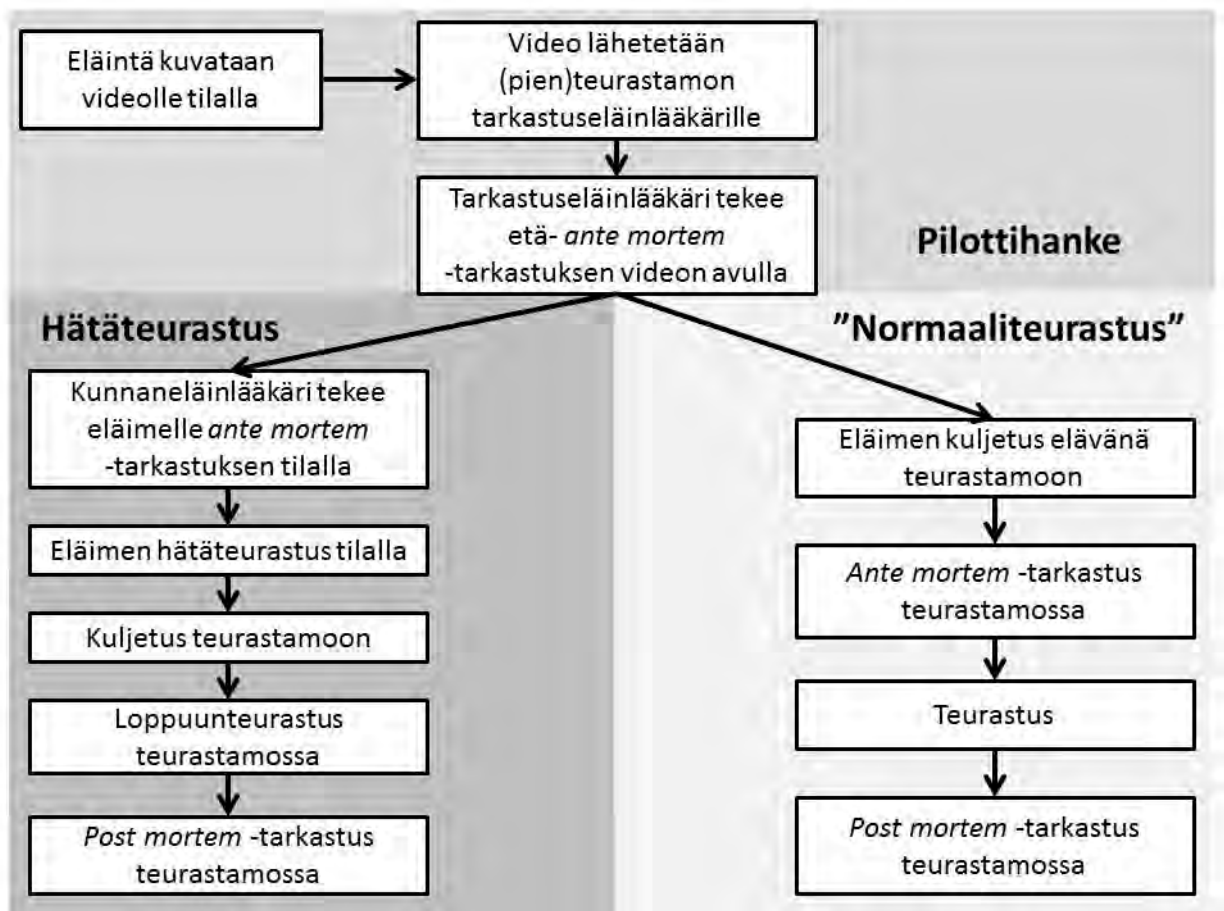 Eläintä kuvataan
videolle tilalla
Video lähetetään
(pien)teurastamon
tarkastuseläinlääkärille
Tarkastuseläinlääkäri tekee
etä- ante mortem
-tarkastuksen videon avulla
Pilottihanke
Hätäteurastus
Kunnaneläinlääkäri tekee
eläimelle ante mortem
-tarkastuksen tilalla
Eläimen hätäteurastus tilalla
Kuljetus teurastamoon
Loppuunteurastus
teurastamossa
Post mortem -tarkastus
teurastamossa
”Normaaliteurastus”
Eläimen kuljetus elävänä
teurastamoon
Ante mortem -tarkastus
teurastamossa
Teurastus
Post mortem -tarkastus
teurastamossa